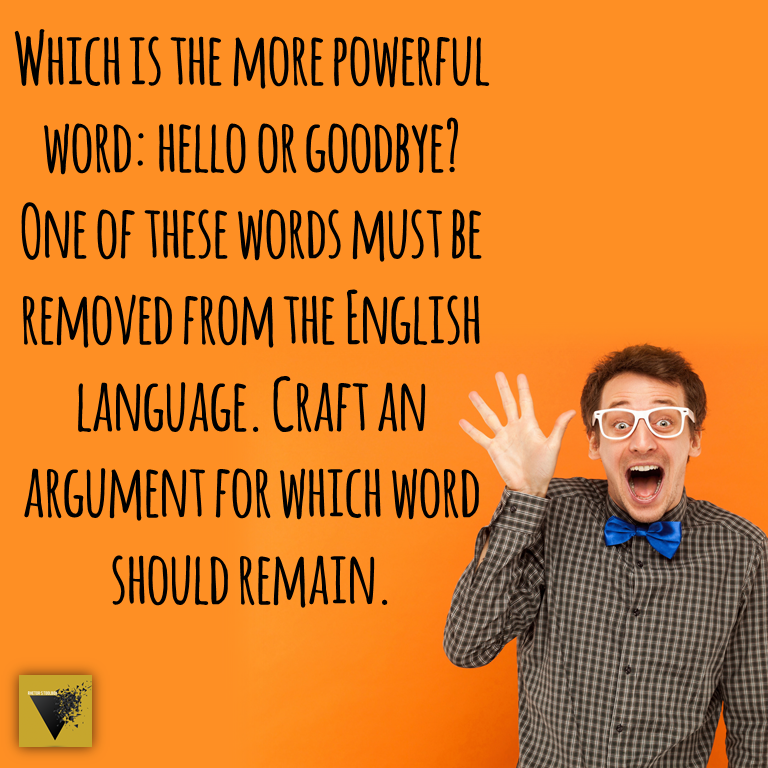 Which is the more powerful
word: hello or goodbye?
One of these words must be
removed from the English
language. Craft an
argument for which word
should remain.